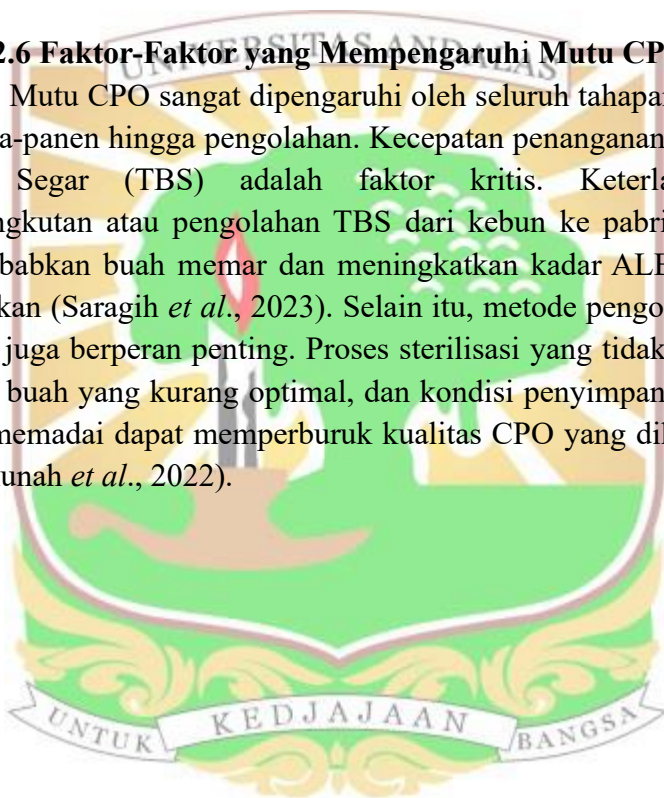 2.6 Faktor-Faktor yang Mempengaruhi Mutu CP
UNIVERSITAS ANDALAS
Mutu CPO sangat dipengaruhi oleh seluruh tahapa
a-panen hingga pengolahan. Kecepatan penanganan
Segar (TBS) adalah faktor kritis. Keterla
ngkutan atau pengolahan TBS dari kebun ke pabri
babkan buah memar dan meningkatkan kadar ALB
kan (Saragih et al., 2023). Selain itu, metode pengo
juga berperan penting. Proses sterilisasi yang tidak
buah yang kurang optimal, dan kondisi penyimpan
memadai dapat memperburuk kualitas CPO yang dil
unah et al., 2022).
UNTUK KEDJAJAAN BANGSA